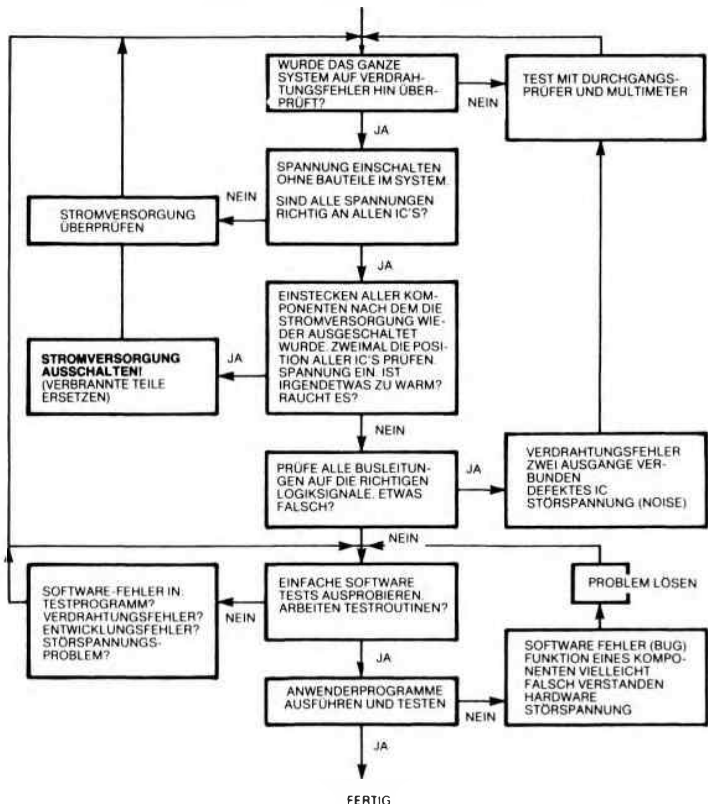 WURDE DAS GANZE
SYSTEM AUF VERDRAH-
TUNGSFEHLER HIN ÜBER-
PRÜFT?
NEIN
TEST MIT DURCHGANGS-
PRÜFER UND MULTIMETER
JA
SPANNUNG EINSCHALTEN
OHNE BAUTEILE IM SYSTEM.
SIND ALLE SPANNUNGEN
RICHTIG AN ALLEN IC'S?
NEIN
STROMVERSORGUNG
ÜBERPRÜFEN
JA
EINSTECKEN ALLER KOM-
PONENTEN NACH DEM DIE
STROMVERSORGUNG WIE-
DER AUSGESCHALTET
WURDE. ZWEIMAL DIE POSI-
TION ALLER IC'S PRÜFEN.
SPANNUNG EIN. IST
IRGENDETWAS ZU WARM?
RAUCHT ES?
JA
STROMVERSORGUNG
AUSSCHALTEN!
(VERBRANNTE TEILE
ERSETZEN)
NEIN
PRÜFE ALLE BUSLEITUN-
GEN AUF DIE RICHTIGEN
LOGIKSIGNALE. ETWAS
FALSCH?
JA
VERDRAHTUNGSFEHLER
ZWEI AUSGÄNGE VER-
BUNDEN
DEFEKTES IC
STÖRSPANNUNG (NOISE)
NEIN
EINFACHE SOFTWARE
TESTS AUSPROBIEREN.
ARBEITEN TESTROUTINEN?
NEIN
SOFTWARE-FEHLER IN.
TESTPROGRAMM?
VERDRAHTUNGSFEHLER?
ENTWICKLUNGSFEHLER?
STÖRSPANNUNGS-
PROBLEM?
PROBLEM LÖSEN
JA
ANWENDERPROGRAMME
AUSFÜHREN UND TESTEN
NEIN
SOFTWARE FEHLER (BUG)
FUNKTION EINES KOMPO-
NENTEN VIELLEICHT
FALSCH VERSTANDEN
HARDWARE
STÖRSPANNUNG
JA
FERTIG